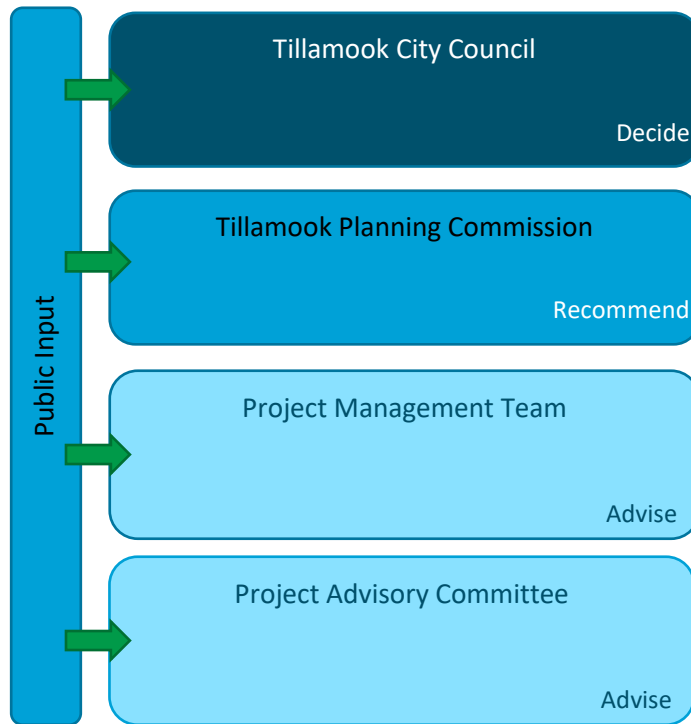 Public Input
Tillamook City Council
Decide
Tillamook Planning Commission
Recommend
Project Management Team
Advise
Project Advisory Committee
Advise